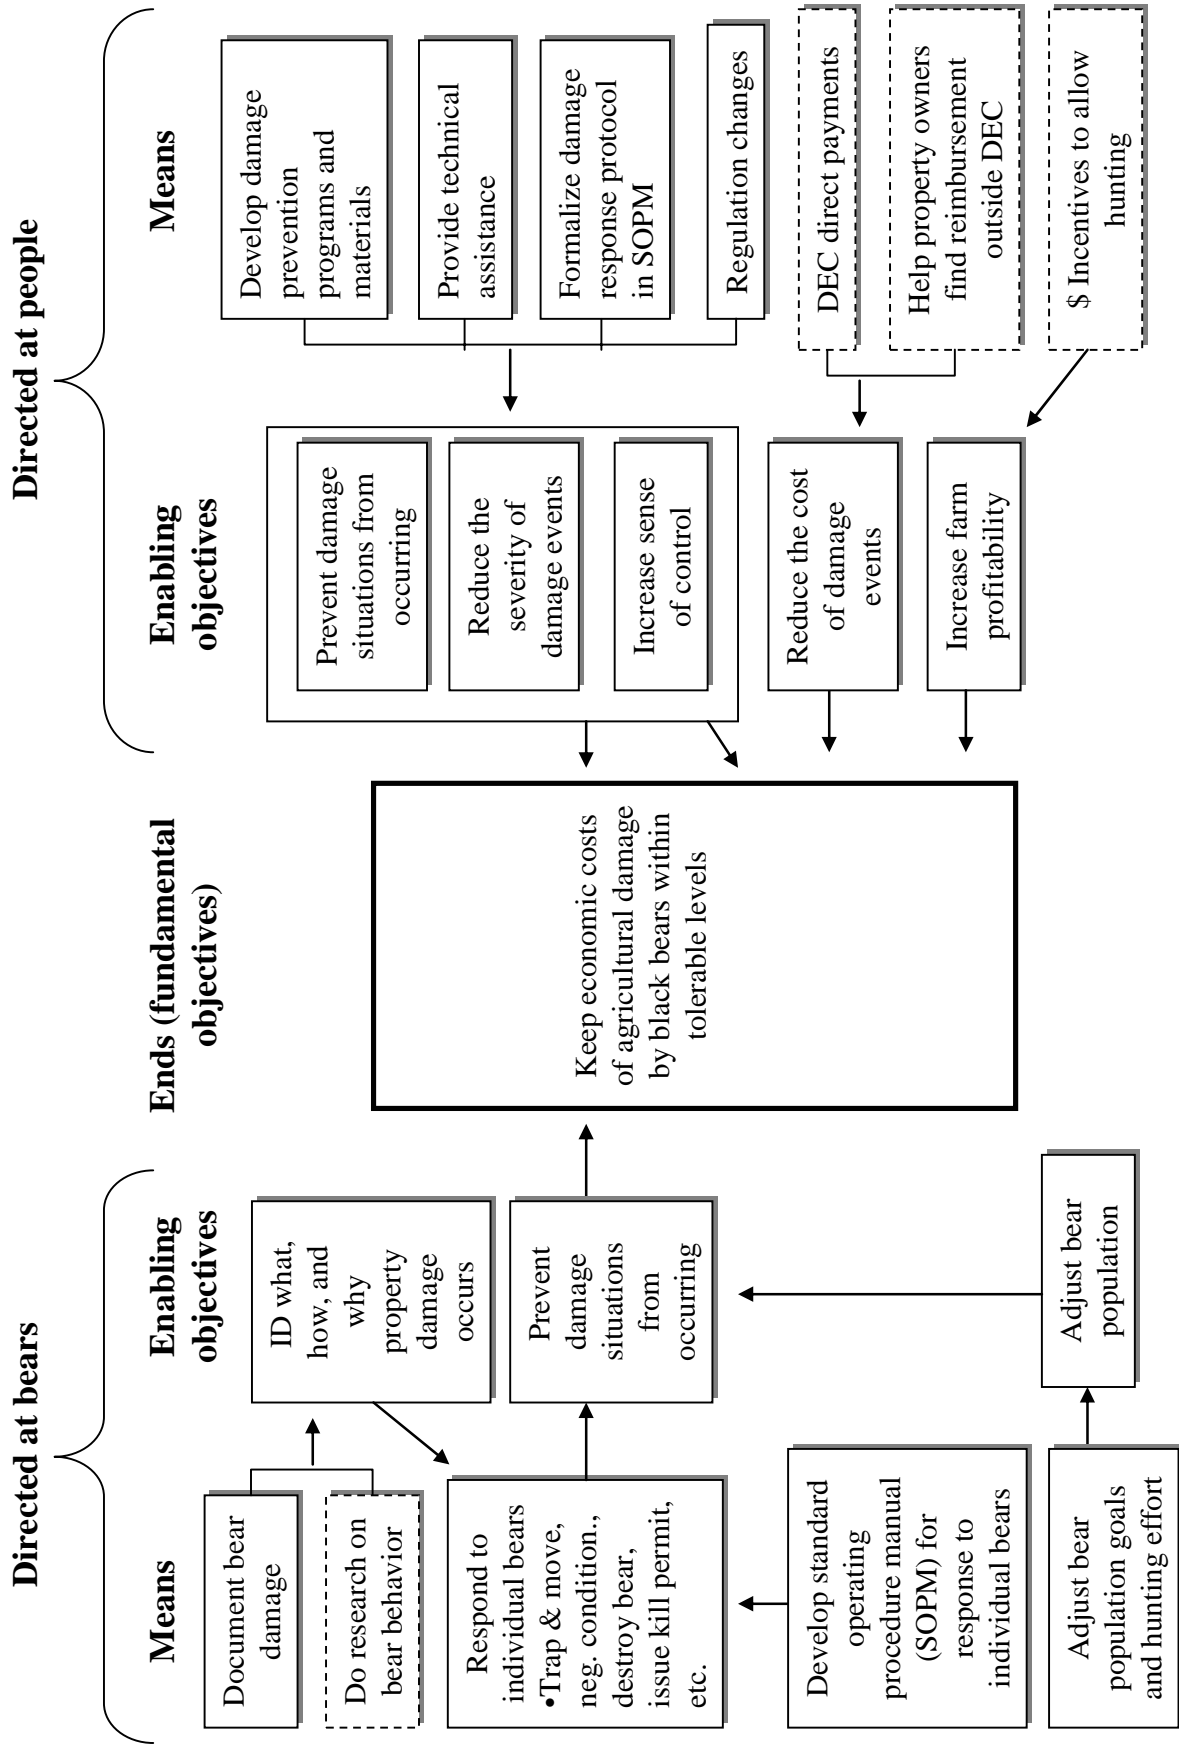 Directed at bears
Directed at people
Means
Enabling
objectives
Ends (fundamental
objectives)
Enabling
objectives
Means
Document bear
damage
Do research on
bear behavior
Respond to
individual bears
•Trap & move,
neg. condition.,
destroy bear,
issue kill permit,
etc.
Develop standard
operating
procedure manual
(SOPM) for
response to
individual bears
Adjust bear
population goals
and hunting effort
ID what,
how, and
why
property
damage
occurs
Prevent
damage
situations
from
occurring
Adjust bear
population
Keep economic costs
of agricultural damage
by black bears within
tolerable levels
Prevent damage
situations from
occurring
Reduce the
severity of
damage events
Increase sense
of control
Reduce the cost
of damage
events
Increase farm
profitability
Develop damage
prevention
programs and
materials
Provide technical
assistance
Formalize damage
response protocol
in SOPM
Regulation changes
DEC direct payments
Help property owners
find reimbursement
outside DEC
$ Incentives to allow
hunting